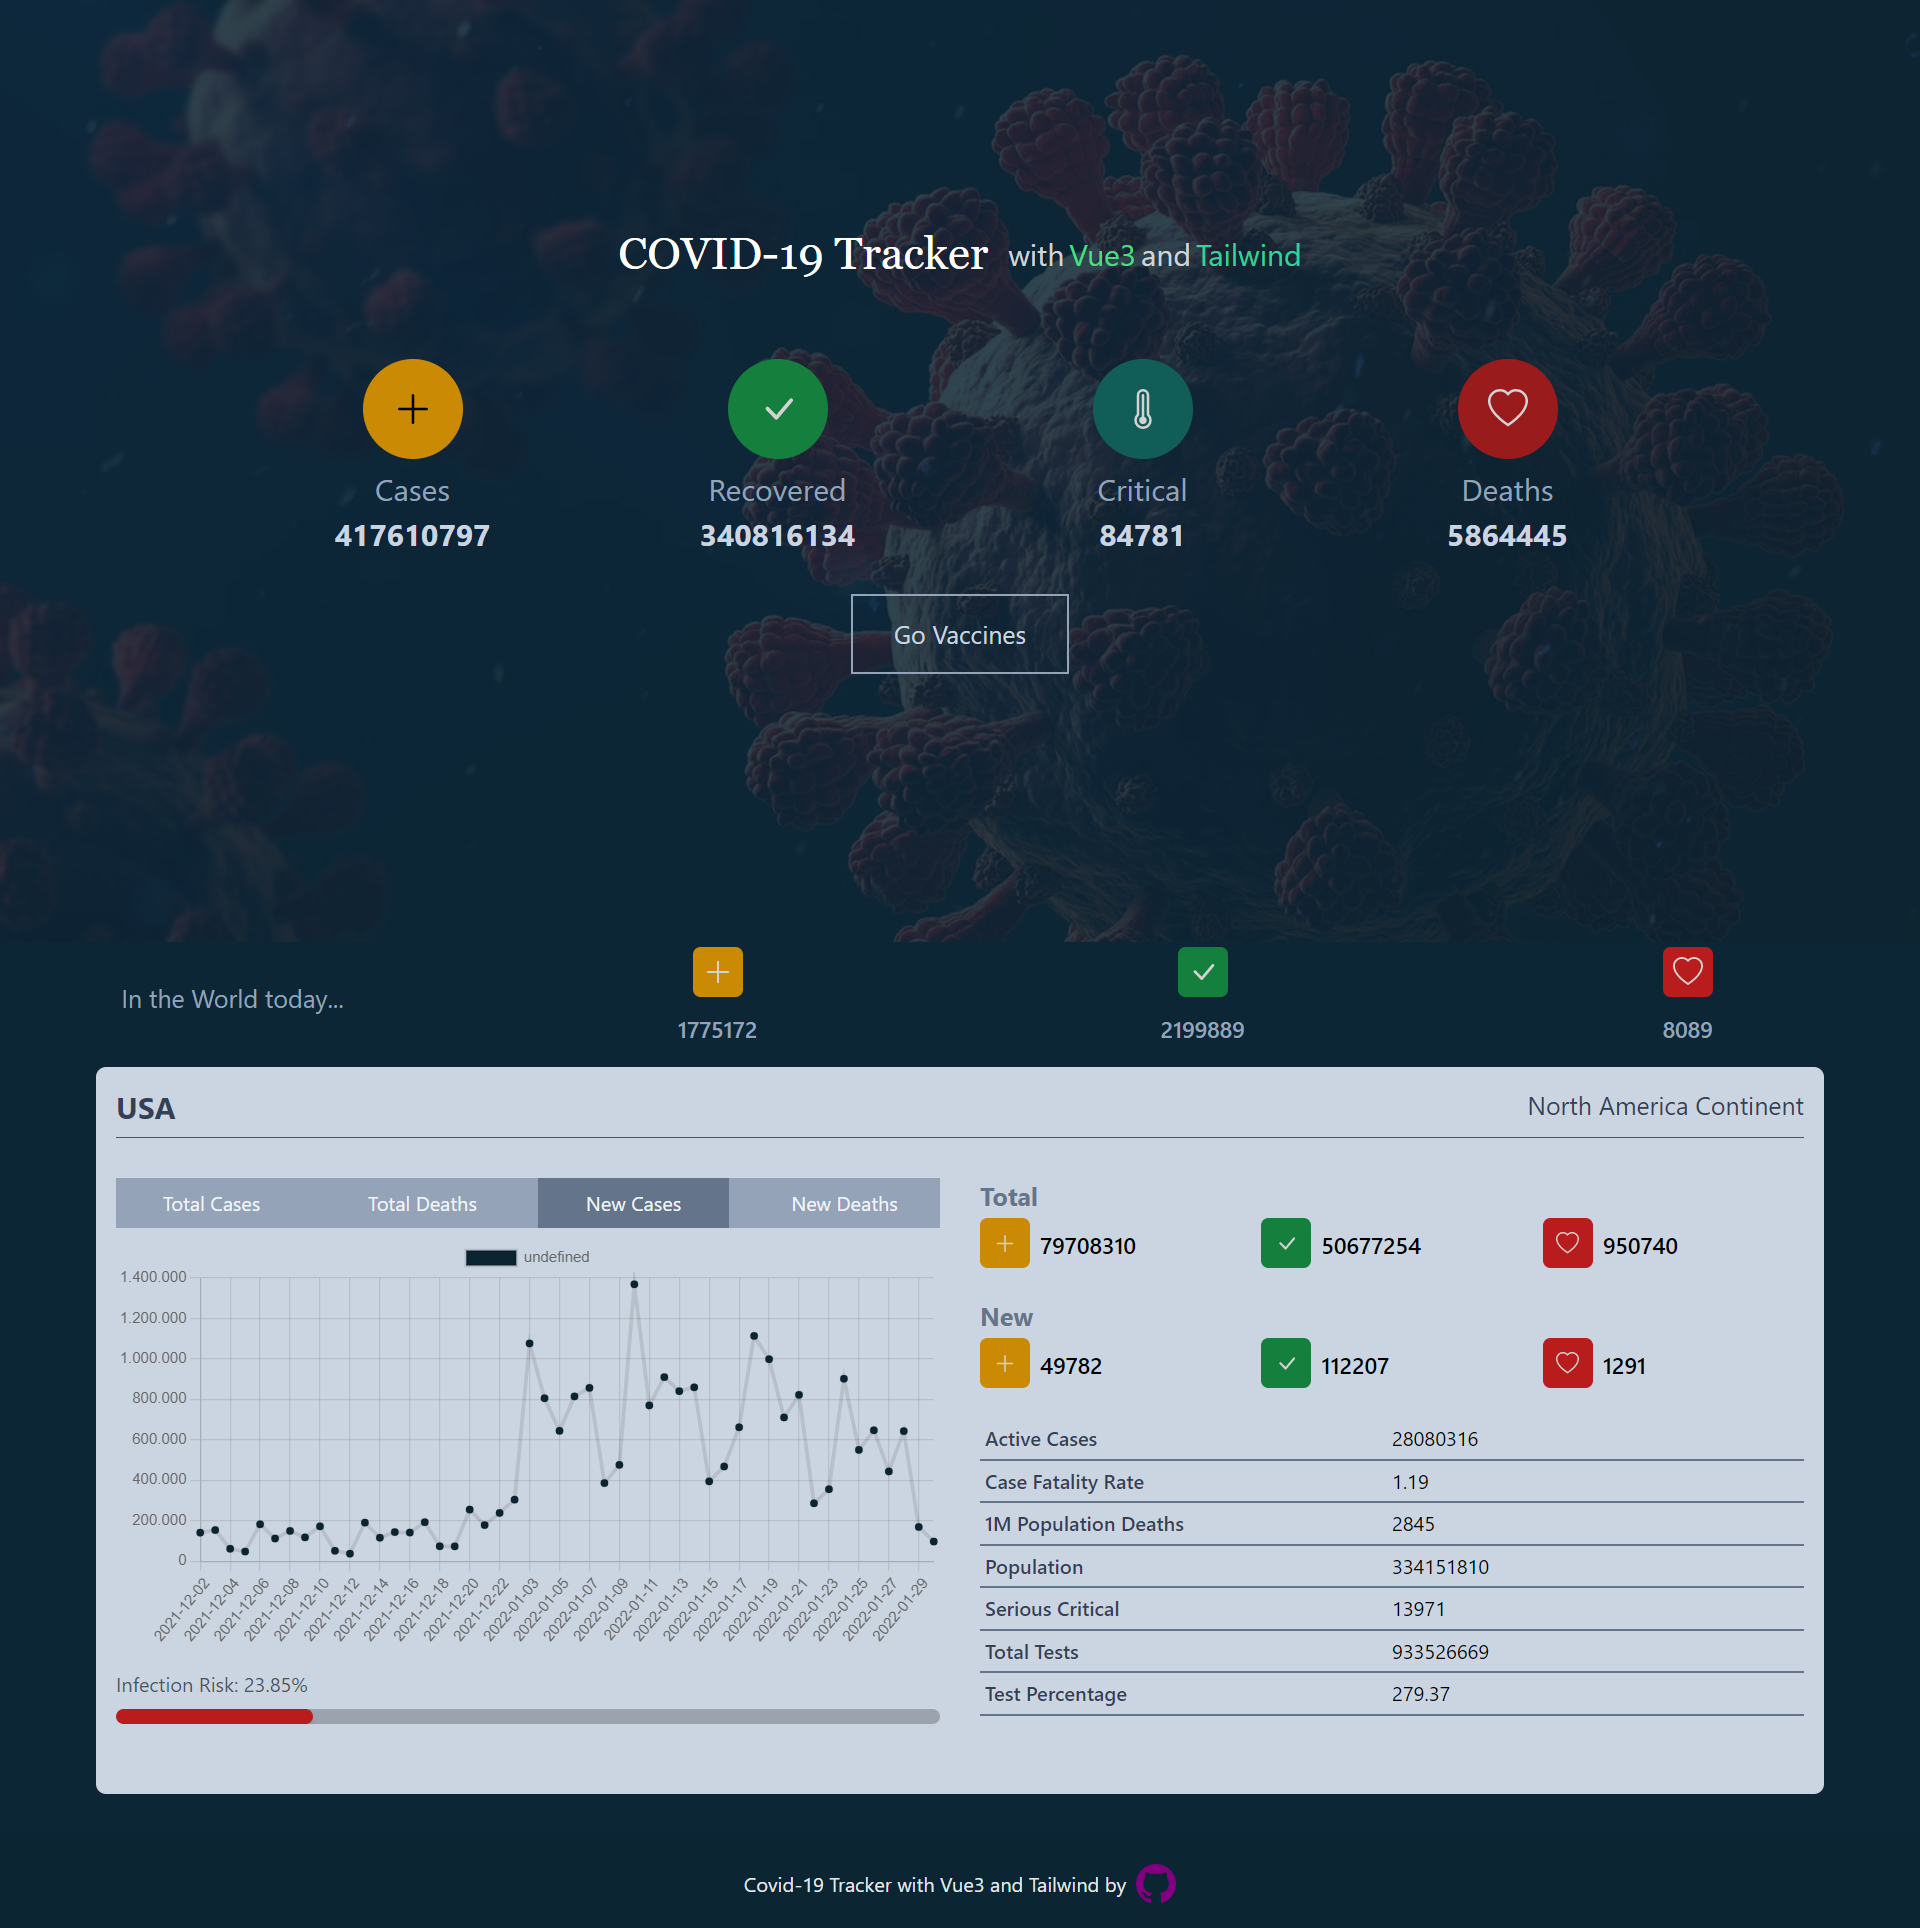 COVID-19 Tracker with Vue3 and Tailwind
Cases
417610797
Recovered
340816134
Critical
84781
Deaths
5864445
Go Vaccines
In the World today...
1775172
2199889
8089
USA
North America Continent
Total Cases
Total Deaths
New Cases
New Deaths
undefined
1.400.000
1.200.000
1.000.000
800.000
600.000
400.000
200.000
0
2021-12-02
2021-12-04
2021-12-06
2021-12-08
2021-12-10
2021-12-12
2021-12-14
2021-12-16
2021-12-18
2021-12-20
2021-12-22
2022-01-03
2022-01-05
2022-01-07
2022-01-09
2022-01-11
2022-01-13
2022-01-15
2022-01-17
2022-01-19
2022-01-21
2022-01-23
2022-01-25
2022-01-27
2022-01-29
Infection Risk: 23.85%
Total
79708310
50677254
950740
New
49782
112207
1291
Active Cases 28080316
Case Fatality Rate 1.19
1M Population Deaths 2845
Population 334151810
Serious Critical 13971
Total Tests 933526669
Test Percentage 279.37
Covid-19 Tracker with Vue3 and Tailwind by